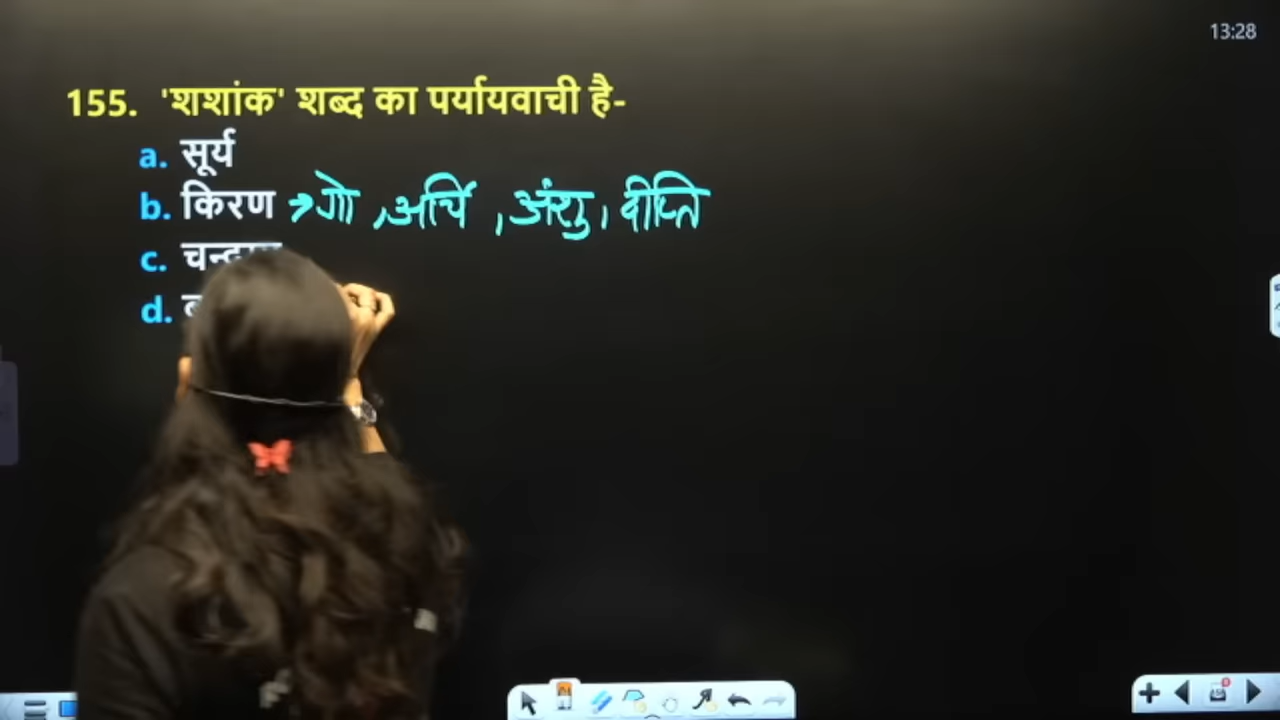 13:28
155. 'शशांक' शब्द का पर्यायवाची है-
a. सूर्य
b. किरण → गो , अर्चि , अंशु , दीप्ति
c.
d.